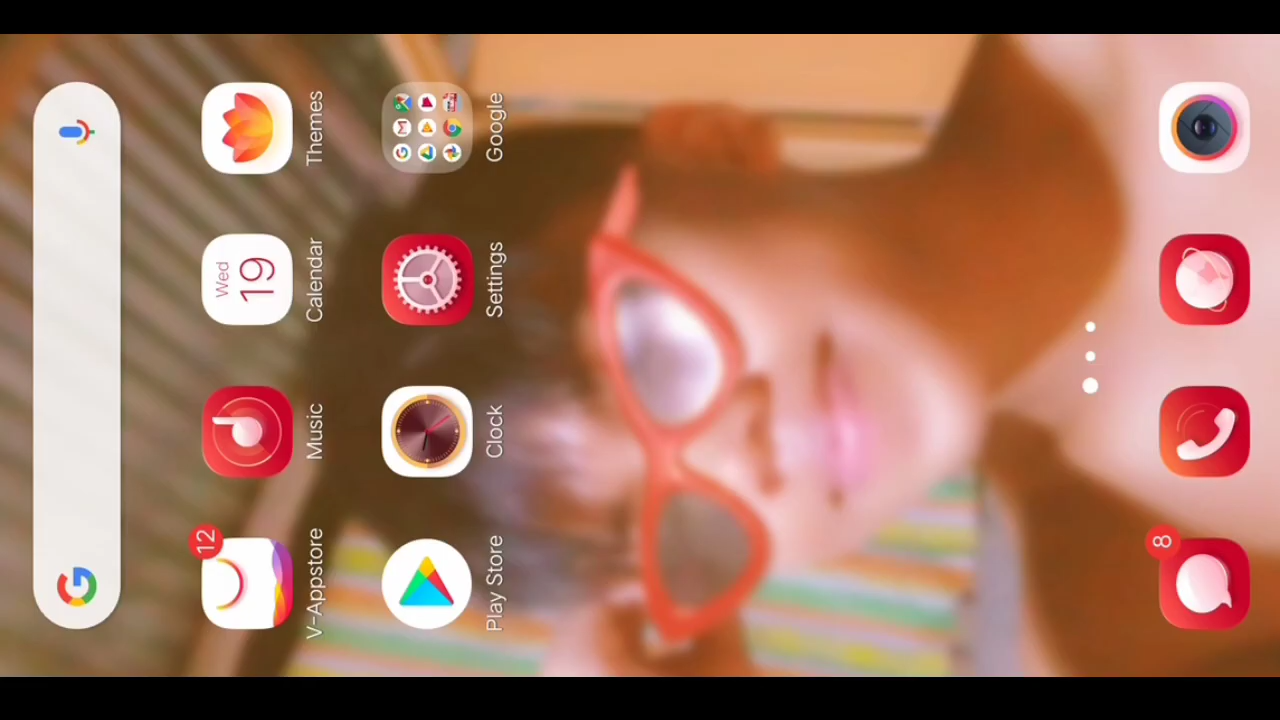 12
Wed
19
V-Appstore
Music
Calendar
Themes
Play Store
Clock
Settings
Google
8